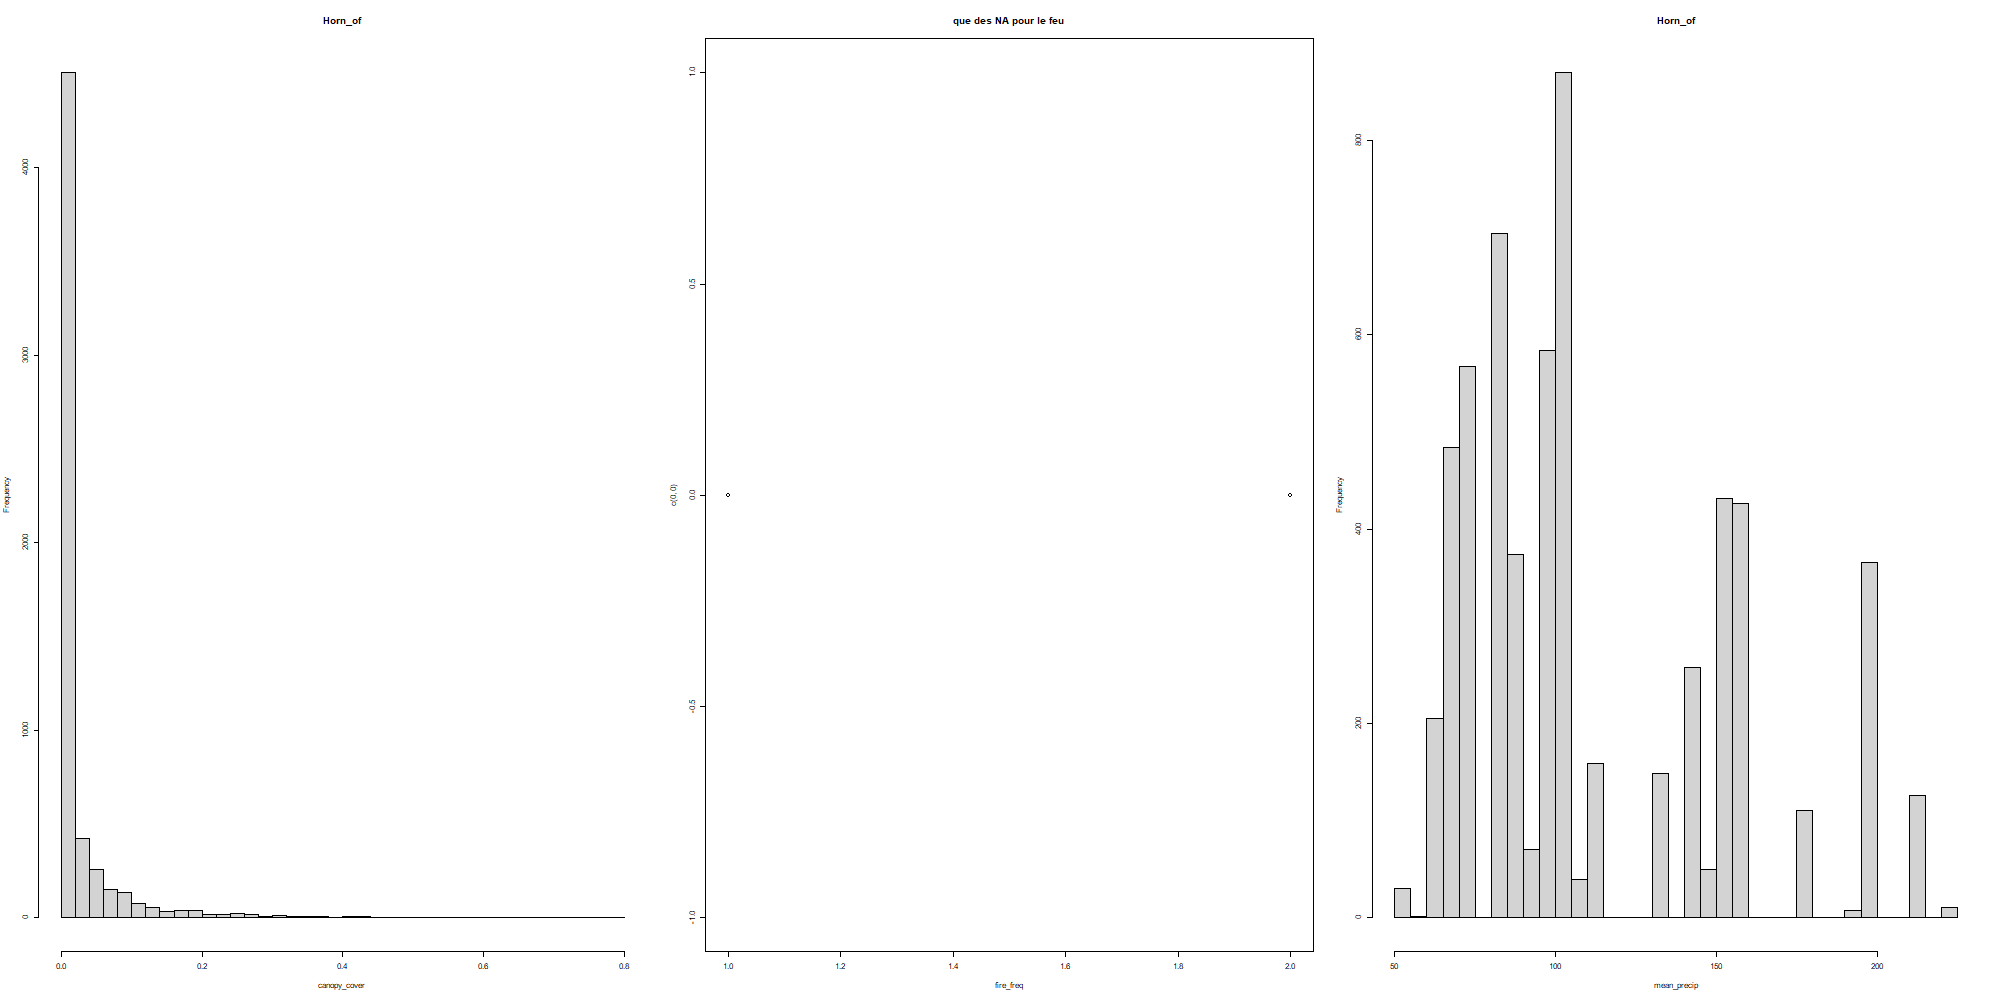 Horn_of
Frequency
4000
3000
2000
1000
0
0.0 0.2 0.4 0.6 0.8
canopy_cover
que des NA pour le feu
c(0, 0)
1.0
0.5
0.0
-0.5
-1.0
1.0 1.2 1.4 1.6 1.8 2.0
fire_freq
Horn_of
Frequency
800
600
400
200
0
50 100 150 200
mean_precip